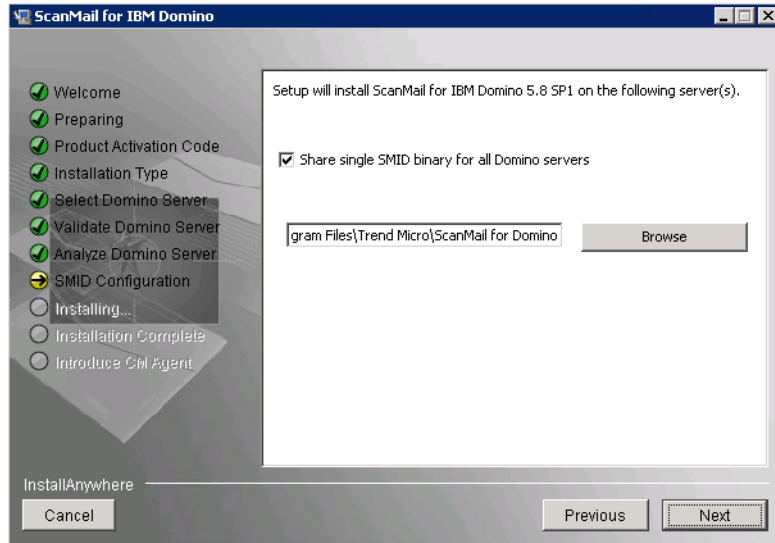 ScanMail for IBM Domino
Welcome
Preparing
Product Activation Code
Installation Type
Select Domino Server
Validate Domino Server
Analyze Domino Server
SMID Configuration
Installing...
Installation Complete
Introduce CM Agent
Setup will install ScanMail for IBM Domino 5.8 SP1 on the following server(s).
Share single SMID binary for all Domino servers
gram Files\Trend Micro\ScanMail for Domino
Browse
InstallAnywhere
Cancel
Previous
Next